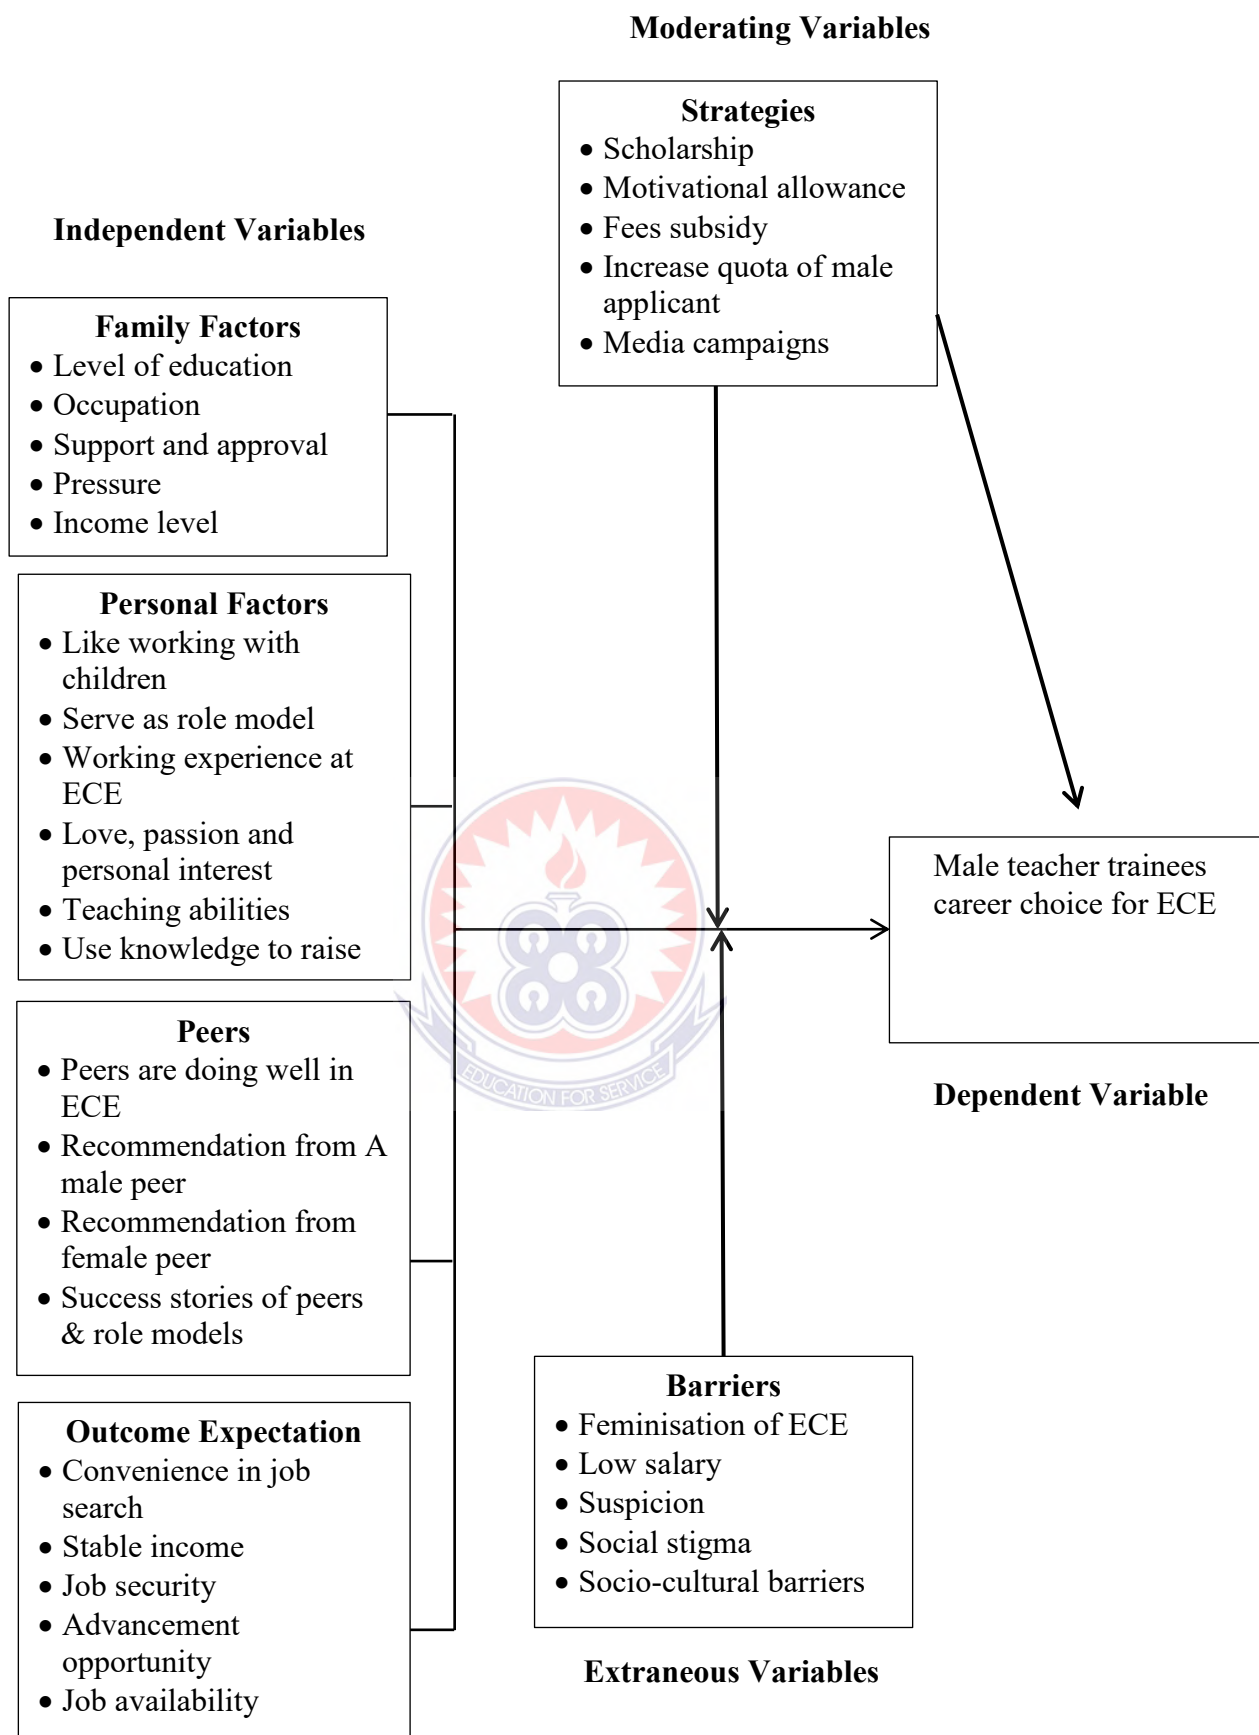 Moderating Variables
Strategies
• Scholarship
• Motivational allowance
• Fees subsidy
• Increase quota of male
applicant
• Media campaigns
Independent Variables
Family Factors
• Level of education
• Occupation
• Support and approval
• Pressure
• Income level
Personal Factors
• Like working with
children
• Serve as role model
• Working experience at
ECE
• Love, passion and
personal interest
• Teaching abilities
• Use knowledge to raise
Peers
• Peers are doing well in
ECE
• Recommendation from A
male peer
• Recommendation from
female peer
• Success stories of peers
& role models
Outcome Expectation
• Convenience in job
search
• Stable income
• Job security
• Advancement
opportunity
• Job availability
EDUCATION FOR SERVICE
Male teacher trainees
career choice for ECE
Dependent Variable
Barriers
• Feminisation of ECE
• Low salary
• Suspicion
• Social stigma
• Socio-cultural barriers
Extraneous Variables